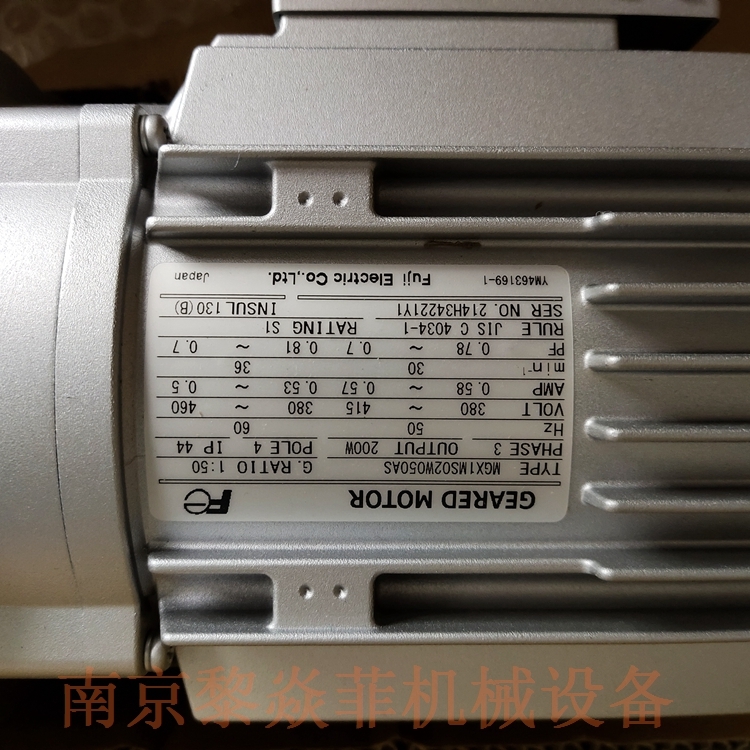 GEARED MOTOR Fe
TYPE MGX1MS02W050AS G. RATIO 1:50
PHASE 3 OUTPUT 200W POLE 4 IP 44
Hz 50 60
VOLT 380 ~ 415 380 ~ 460
AMP 0.58 ~ 0.57 0.53 ~ 0.5
min⁻¹ 30 36
PF 0.78 ~ 0.7 0.81 ~ 0.7
RULE JIS C 4034-1 RATING S1
SER NO. 214H34221Y1 INSUL 130 (B)
YM463169-1 Fuji Electric Co.,Ltd. Japan
南京黎焱菲机械设备